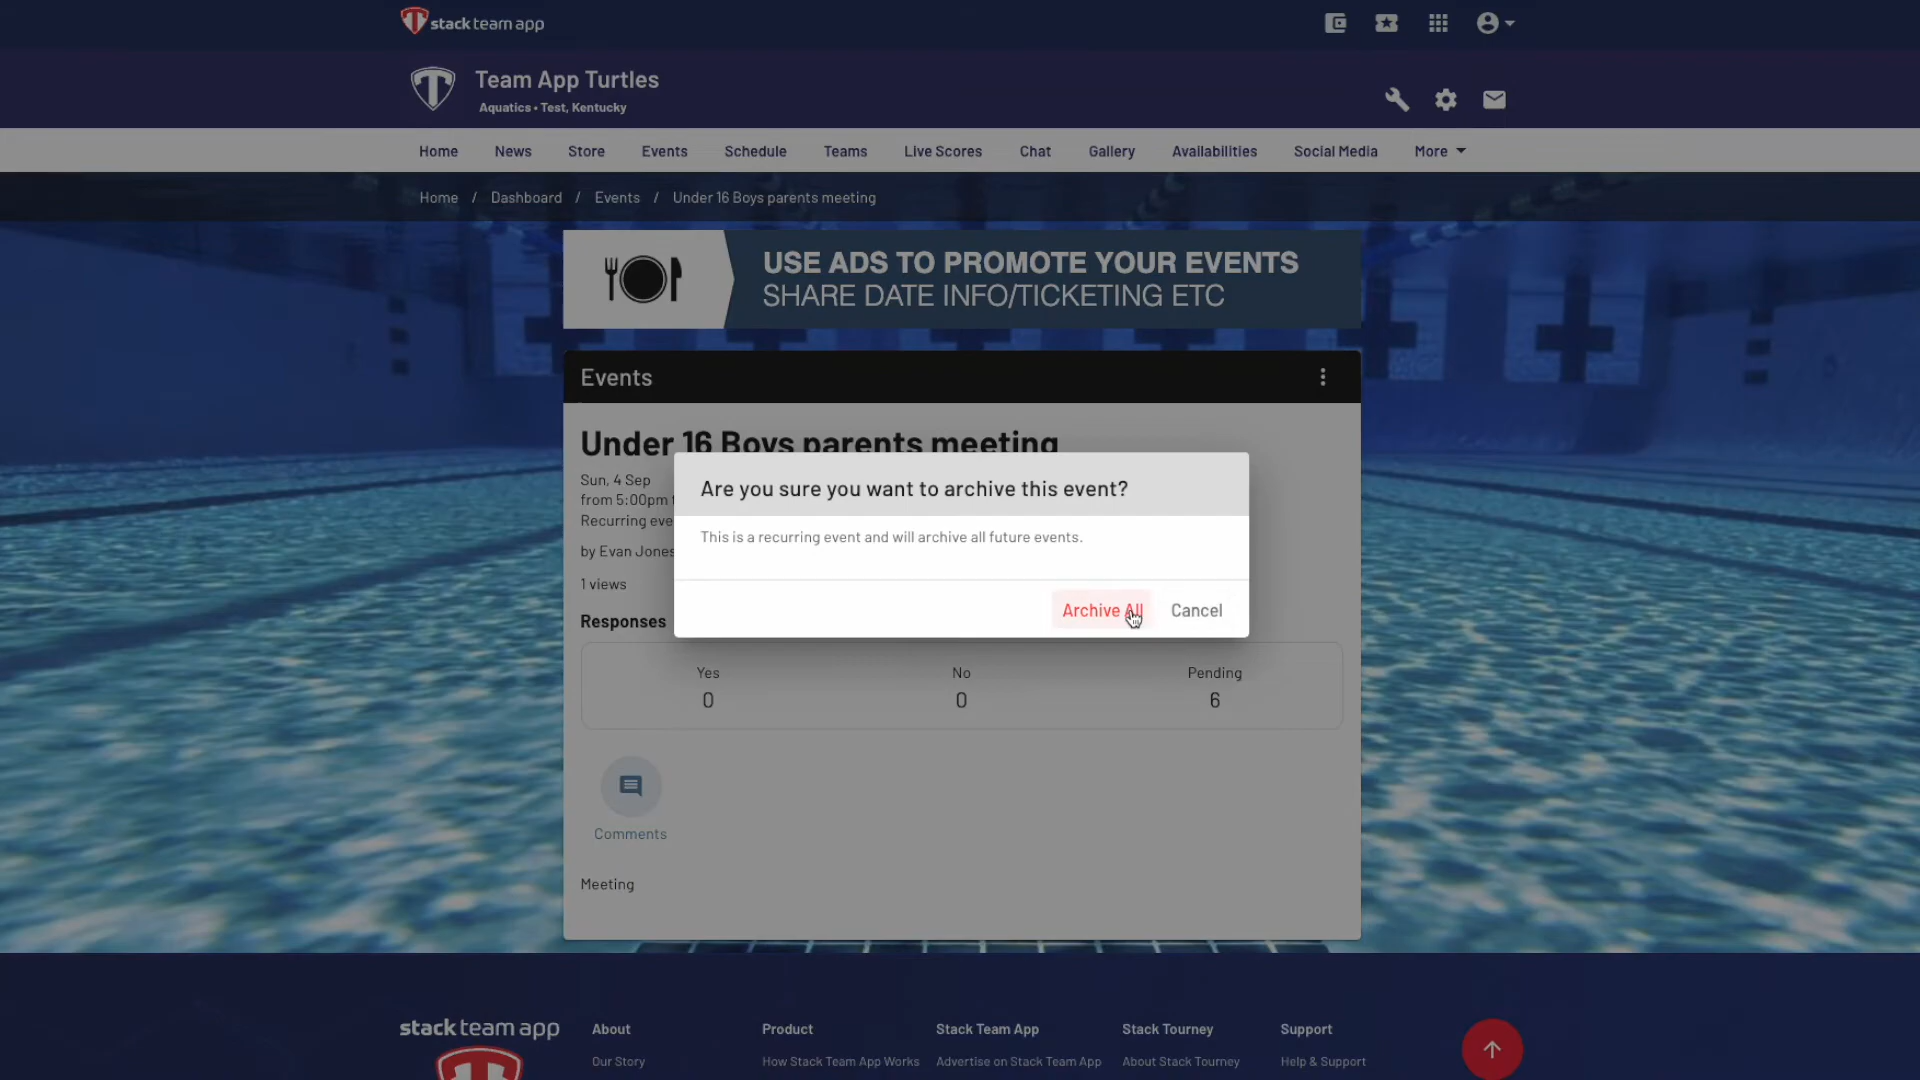 stack team app
Team App Turtles
Aquatics • Test, Kentucky
Home News Store Events Schedule Teams Live Scores Chat Gallery Availabilities Social Media More
Home / Dashboard / Events / Under 16 Boys parents meeting
USE ADS TO PROMOTE YOUR EVENTS
SHARE DATE INFO/TICKETING ETC
Events
Under 16 Boys parents meeting
Sun, 4 Sep
from 5:00pm
Recurring eve
by Evan Jones
1 views
Are you sure you want to archive this event?
This is a recurring event and will archive all future events.
Archive All Cancel
Responses
Yes No Pending
0 0 6
Comments
Meeting
stack team app About Product Stack Team App Stack Tourney Support
Our Story How Stack Team App Works Advertise on Stack Team App About Stack Tourney Help & Support